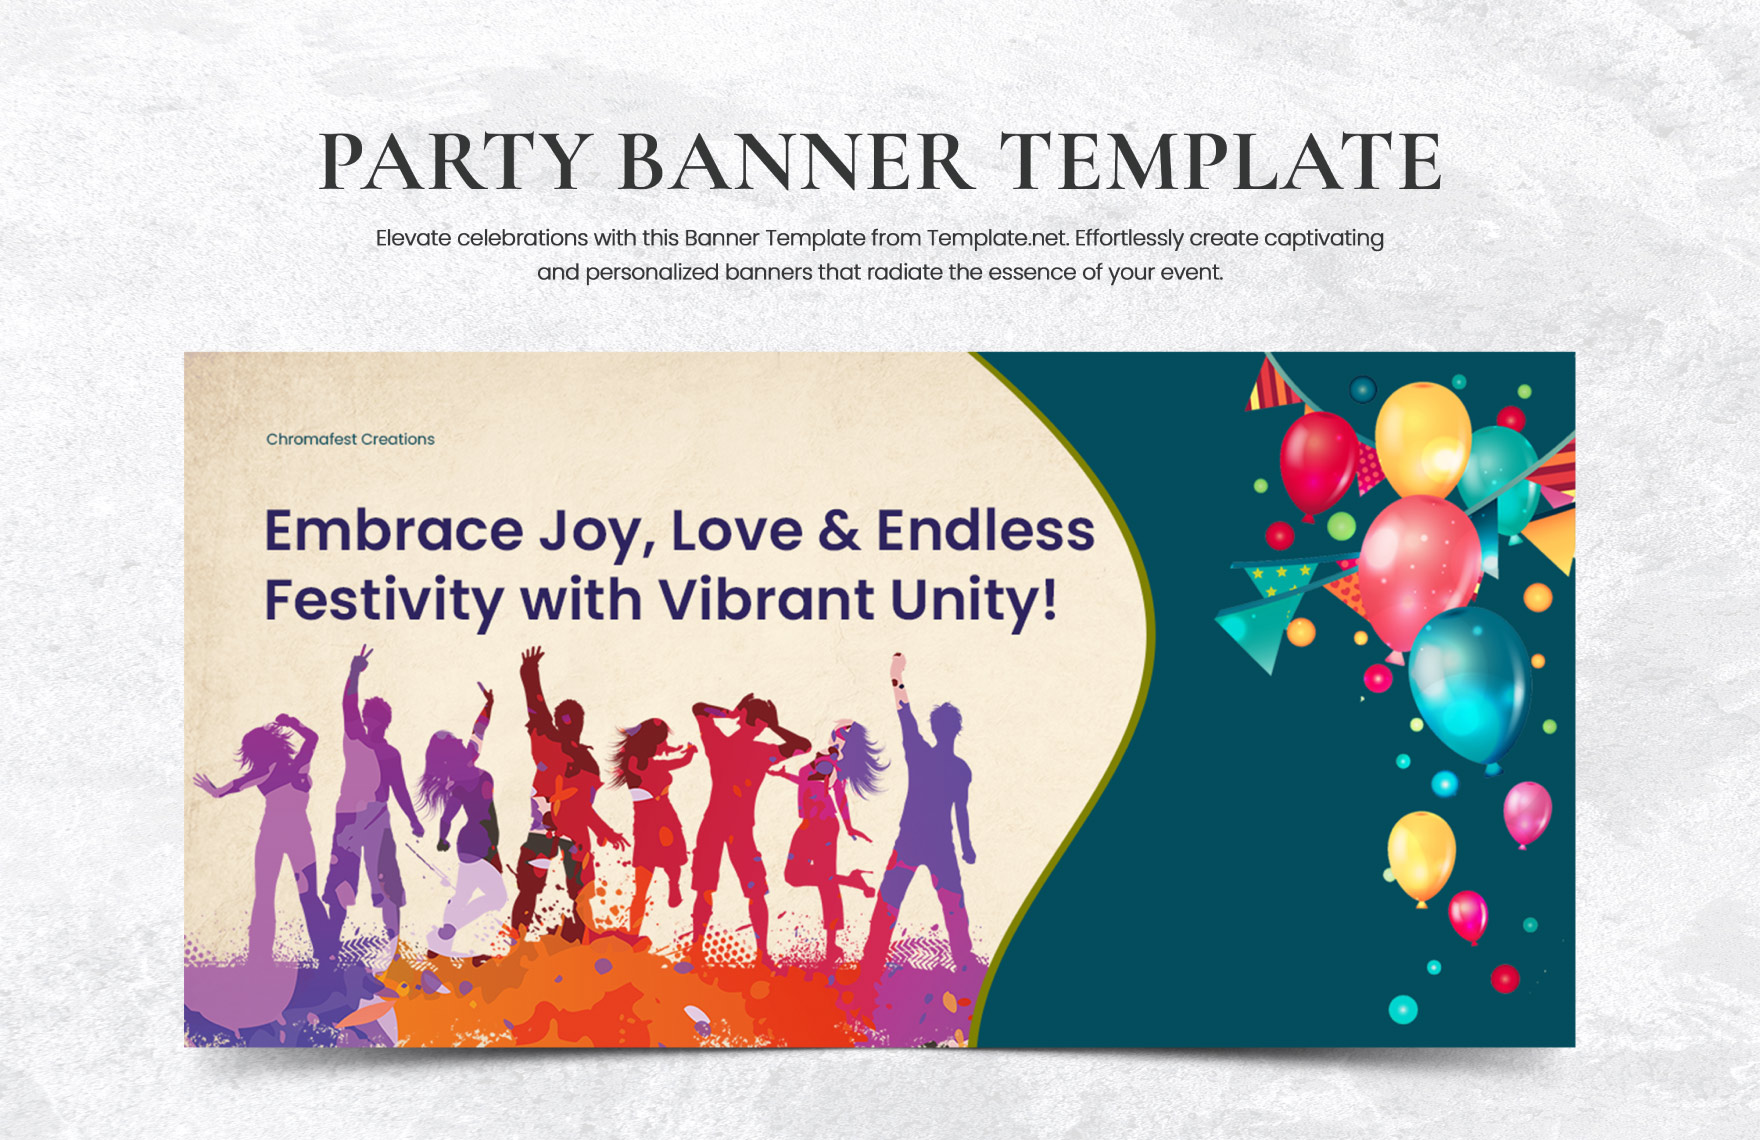 PARTY BANNER TEMPLATE
Elevate celebrations with this Banner Template from Template.net. Effortlessly create captivating
and personalized banners that radiate the essence of your event.
Chromafest Creations
Embrace Joy, Love & Endless
Festivity with Vibrant Unity!